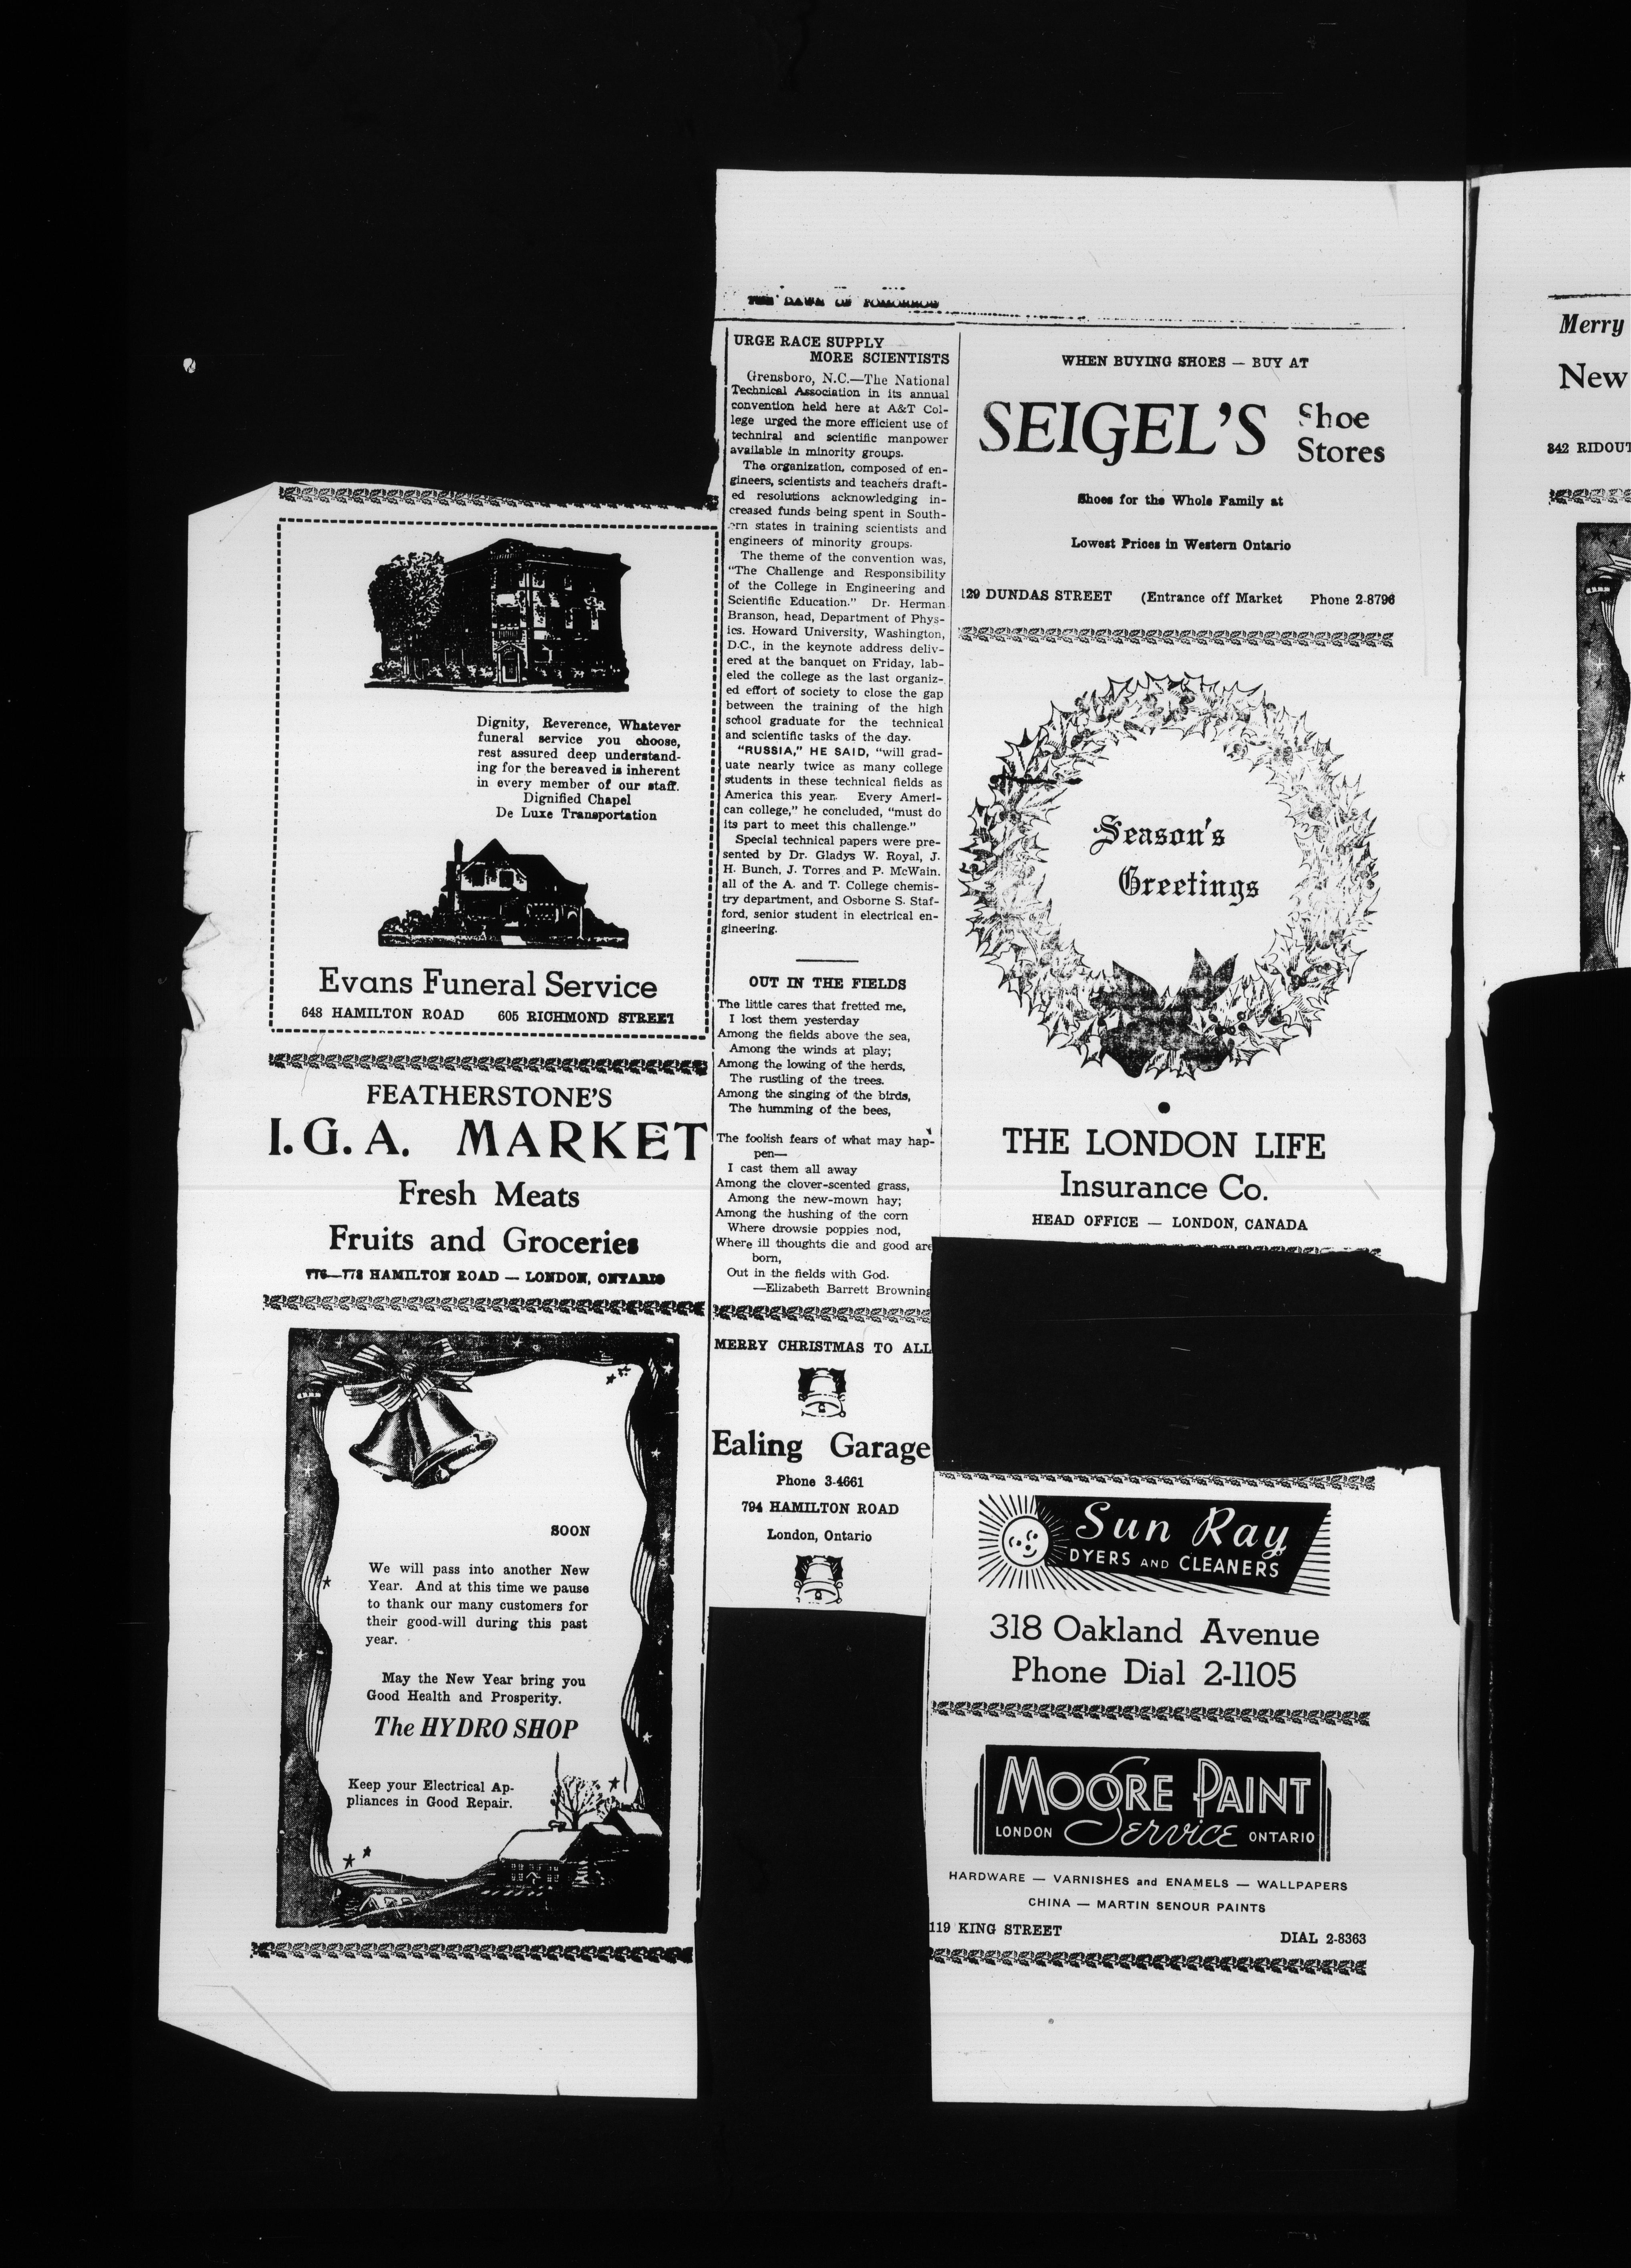 THE DAWN OF TOMORROW
Dignity, Reverence, Whatever
funeral service you choose,
rest assured deep understand-
ing for the bereaved is inherent
in every member of our staff.
Dignified Chapel
De Luxe Transportation
Evans Funeral Service
648 HAMILTON ROAD 605 RICHMOND STREET
FEATHERSTONE'S
I.G.A. MARKET
Fresh Meats
Fruits and Groceries
776—778 HAMILTON ROAD — LONDON, ONTARIO
SOON
We will pass into another New
Year. And at this time we pause
to thank our many customers for
their good-will during this past
year.
May the New Year bring you
Good Health and Prosperity.
The HYDRO SHOP
Keep your Electrical Ap-
pliances in Good Repair.
URGE RACE SUPPLY
MORE SCIENTISTS
Grensboro, N.C.—The National
Technical Association in its annual
convention held here at A&T Col-
lege urged the more efficient use of
techniral and scientific manpower
available in minority groups.
The organization, composed of en-
gineers, scientists and teachers draft-
ed resolutions acknowledging in-
creased funds being spent in South-
ern states in training scientists and
engineers of minority groups.
The theme of the convention was,
“The Challenge and Responsibility
of the College in Engineering and
Scientific Education.” Dr. Herman
Branson, head, Department of Phys-
ics. Howard University, Washington,
D.C., in the keynote address deliv-
ered at the banquet on Friday, lab-
eled the college as the last organiz-
ed effort of society to close the gap
between the training of the high
school graduate for the technical
and scientific tasks of the day.
“RUSSIA,” HE SAID, “will grad-
uate nearly twice as many college
students in these technical fields as
America this year. Every Ameri-
can college,” he concluded, “must do
its part to meet this challenge.”
Special technical papers were pre-
sented by Dr. Gladys W. Royal, J.
H. Bunch, J. Torres and P. McWain.
all of the A. and T. College chemis-
try department, and Osborne S. Staf-
ford, senior student in electrical en-
gineering.
OUT IN THE FIELDS
The little cares that fretted me,
I lost them yesterday
Among the fields above the sea,
Among the winds at play;
Among the lowing of the herds,
The rustling of the trees.
Among the singing of the birds,
The humming of the bees,
The foolish fears of what may hap-
pen—
I cast them all away
Among the clover-scented grass,
Among the new-mown hay;
Among the hushing of the corn
Where drowsie poppies nod,
Where ill thoughts die and good are
born,
Out in the fields with God.
—Elizabeth Barrett Browning
MERRY CHRISTMAS TO ALL
Ealing Garage
Phone 3-4661
794 HAMILTON ROAD
London, Ontario
WHEN BUYING SHOES — BUY AT
SEIGEL'S Shoe
Stores
Shoes for the Whole Family at
Lowest Prices in Western Ontario
129 DUNDAS STREET (Entrance off Market Phone 2-8796
Season's
Greetings
THE LONDON LIFE
Insurance Co.
HEAD OFFICE — LONDON, CANADA
Sun Ray
DYERS AND CLEANERS
318 Oakland Avenue
Phone Dial 2-1105
MOORE PAINT
LONDON Service ONTARIO
HARDWARE — VARNISHES and ENAMELS — WALLPAPERS
CHINA — MARTIN SENOUR PAINTS
119 KING STREET DIAL 2-8363
Merry
New
342 RIDOUT